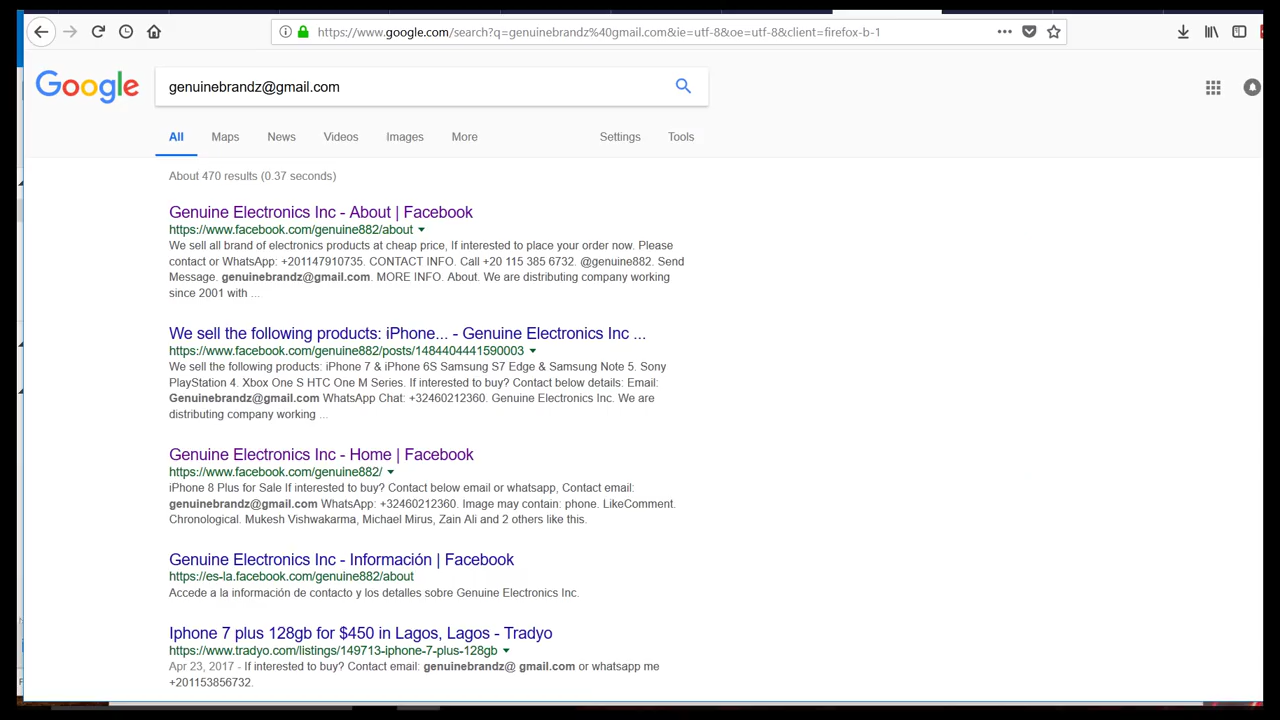 https://www.google.com/search?q=genuinebrandz%40gmail.com&ie=utf-8&oe=utf-8&client=firefox-b-1
Google
genuinebrandz@gmail.com
All Maps News Videos Images More Settings Tools
About 470 results (0.37 seconds)
Genuine Electronics Inc - About | Facebook
https://www.facebook.com/genuine882/about
We sell all brand of electronics products at cheap price, If interested to place your order now. Please
contact or WhatsApp: +201147910735. CONTACT INFO. Call +20 115 385 6732. @genuine882. Send
Message. genuinebrandz@gmail.com. MORE INFO. About. We are distributing company working
since 2001 with ...
We sell the following products: iPhone... - Genuine Electronics Inc ...
https://www.facebook.com/genuine882/posts/1484404441590003
We sell the following products: iPhone 7 & iPhone 6S Samsung S7 Edge & Samsung Note 5. Sony
PlayStation 4. Xbox One S HTC One M Series. If interested to buy? Contact below details: Email:
Genuinebrandz@gmail.com WhatsApp Chat: +32460212360. Genuine Electronics Inc. We are
distributing company working ...
Genuine Electronics Inc - Home | Facebook
https://www.facebook.com/genuine882/
iPhone 8 Plus for Sale If interested to buy? Contact below email or whatsapp, Contact email:
genuinebrandz@gmail.com WhatsApp: +32460212360. Image may contain: phone. LikeComment.
Chronological. Mukesh Vishwakarma, Michael Mirus, Zain Ali and 2 others like this.
Genuine Electronics Inc - Información | Facebook
https://es-la.facebook.com/genuine882/about
Accede a la información de contacto y los detalles sobre Genuine Electronics Inc.
Iphone 7 plus 128gb for $450 in Lagos, Lagos - Tradyo
https://www.tradyo.com/listings/149713-iphone-7-plus-128gb
Apr 23, 2017 - If interested to buy? Contact email: genuinebrandz@ gmail.com or whatsapp me
+201153856732.